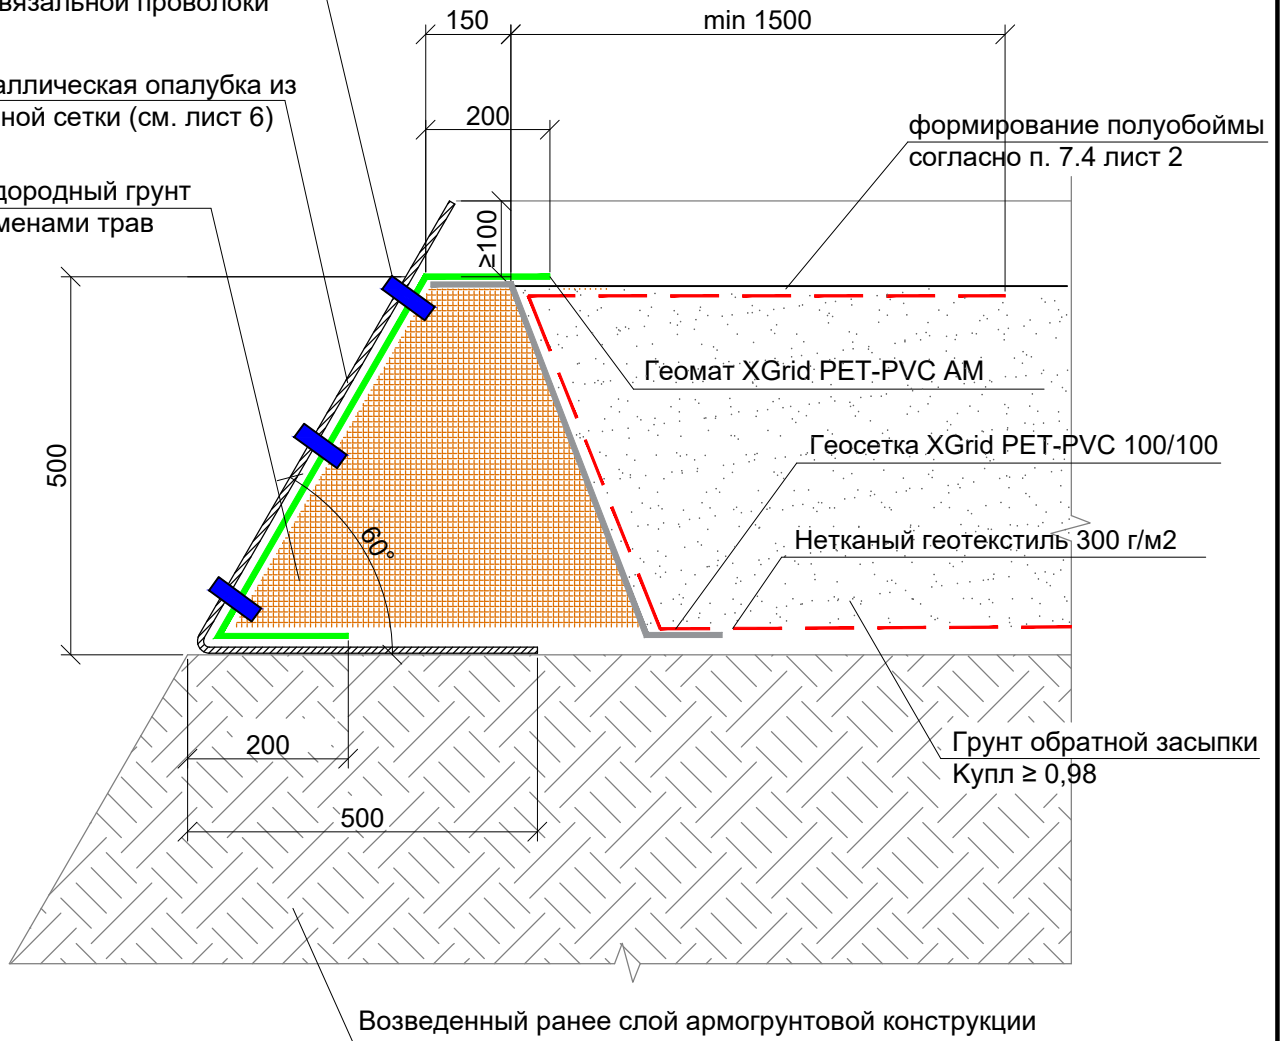 вязальной проволоки
150
min 1500
аллическая опалубка из
ной сетки (см. лист 6)
200
формирование полуобоймы
согласно п. 7.4 лист 2
дородный грунт
менами трав
≥100
Геомат XGrid PET-PVC AM
500
Геосетка XGrid PET-PVC 100/100
60°
Нетканый геотекстиль 300 г/м2
200
Грунт обратной засыпки
Купл ≥ 0,98
500
Возведенный ранее слой армогрунтовой конструкции